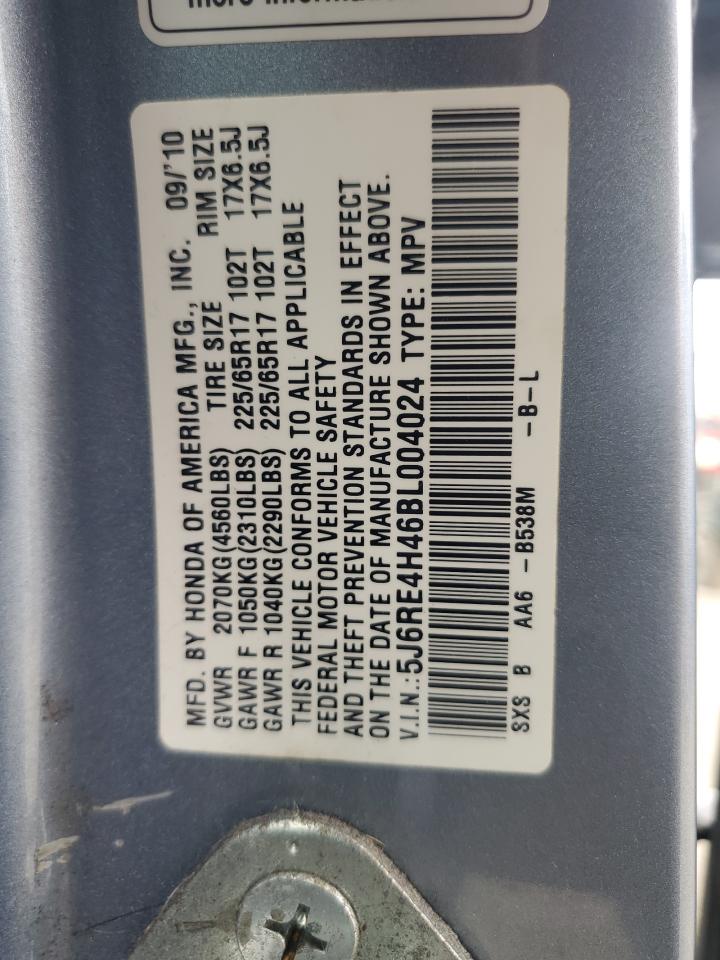 more information
MFD. BY HONDA OF AMERICA MFG., INC. 09/'10
GVWR 2070KG(4560LBS) TIRE SIZE RIM SIZE
GAWR F 1050KG(2310LBS) 225/65R17 102T 17X6.5J
GAWR R 1040KG(2290LBS) 225/65R17 102T 17X6.5J
THIS VEHICLE CONFORMS TO ALL APPLICABLE
FEDERAL MOTOR VEHICLE SAFETY
AND THEFT PREVENTION STANDARDS IN EFFECT
ON THE DATE OF MANUFACTURE SHOWN ABOVE.
V.I.N.:5J6RE4H46BL004024 TYPE: MPV
SXS B AA6 -B538M -B-L